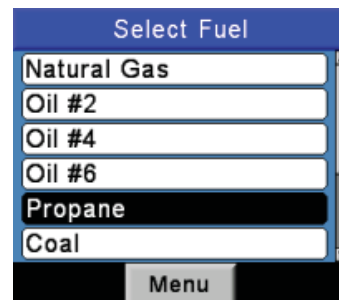 Select Fuel
Natural Gas
Oil #2
Oil #4
Oil #6
Propane
Coal
Menu